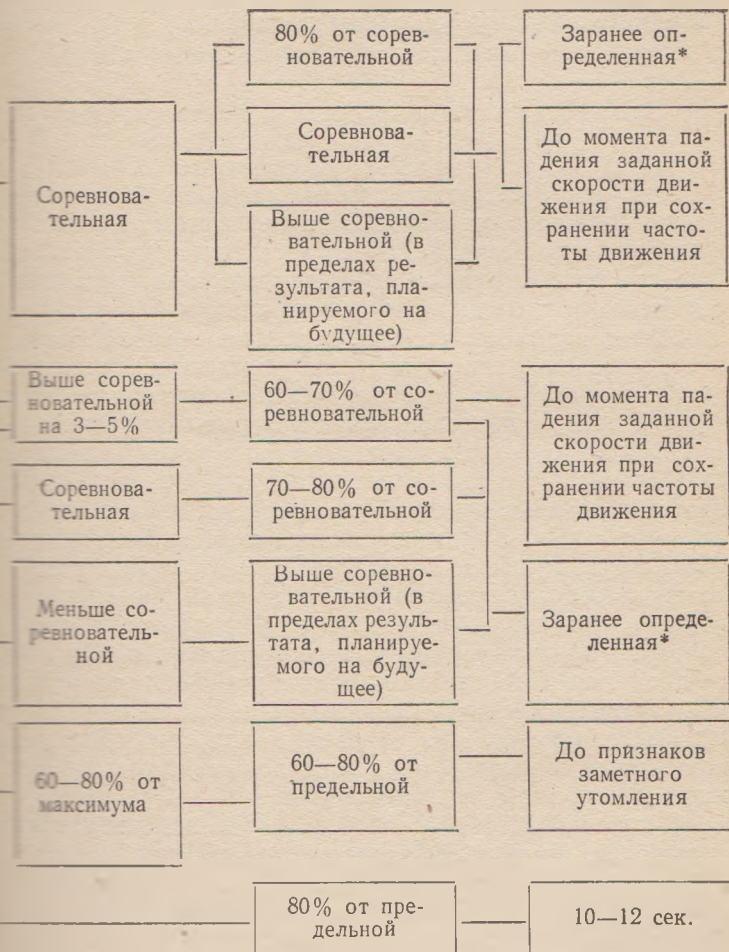 80% от сорев-
новательной
Заранее оп-
ределенная*
Соревнова-
тельная
Соревнова-
тельная
До момента па-
дения заданной
скорости дви-
жения при сох-
ранении часто-
ты движения
Выше соревно-
вательной (в
пределах ре-
зультата, пла-
нируемого на
будущее)
Выше сорев-
новательной
на 3—5%
60—70% от со-
ревновательной
До момента па-
дения заданной
скорости дви-
жения при сох-
ранении частоты
движения
Соревнова-
тельная
70—80% от со-
ревновательной
Меньше со-
ревнователь-
ной
Выше соревно-
вательной (в
пределах резуль-
тата, планируе-
мого на буду-
щее)
Заранее опреде-
ленная*
60—80% от
максимума
60—80% от
предельной
До признаков
заметного
утомления
80% от пре-
дельной
10—12 сек.